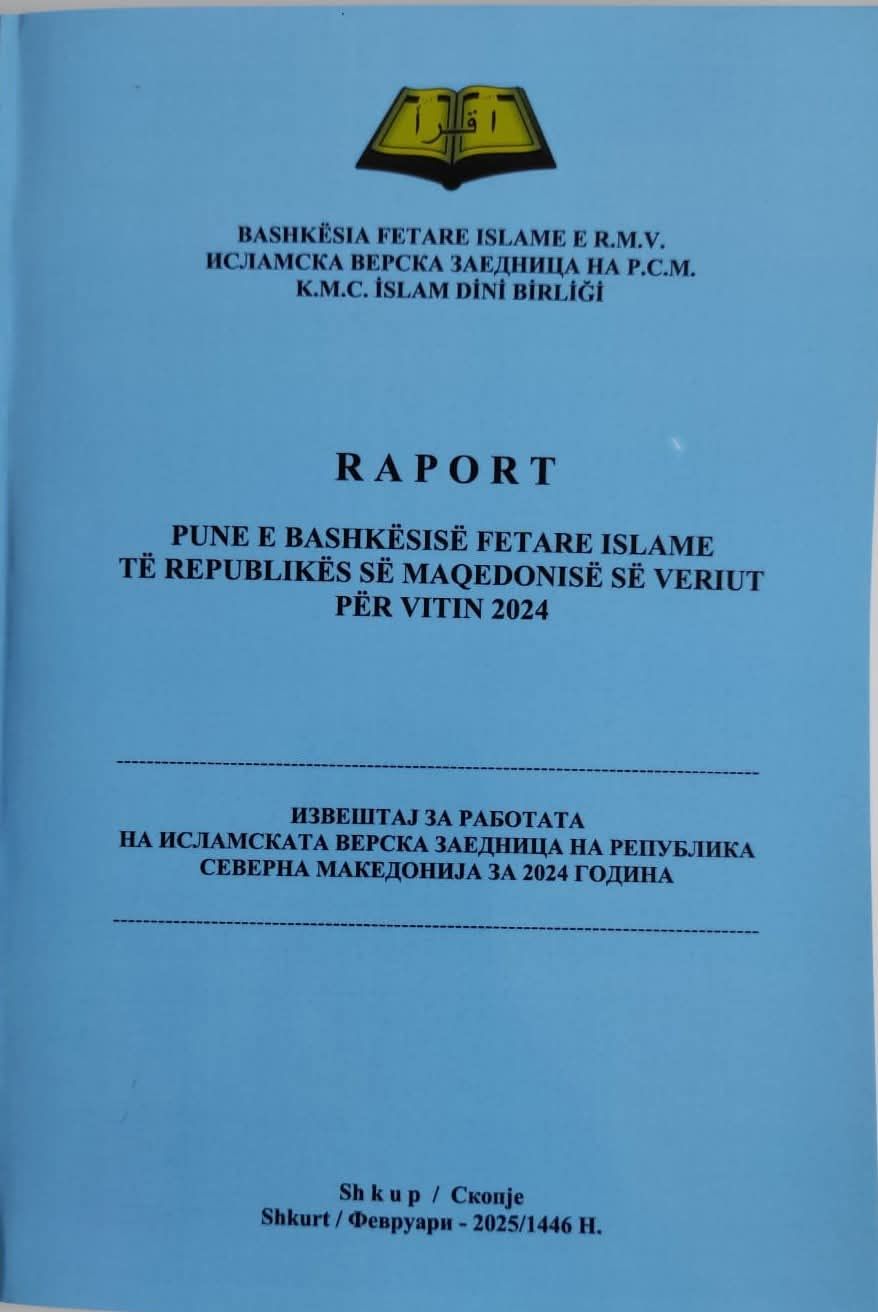 اقرأ
BASHKËSIA FETARE ISLAME E R.M.V.
ИСЛАМСКА ВЕРСКА ЗАЕДНИЦА НА Р.С.М.
K.M.C. İSLAM DİNİ BİRLİĞİ
R A P O R T
PUNE E BASHKËSISË FETARE ISLAME
TË REPUBLIKËS SË MAQEDONISË SË VERIUT
PËR VITIN 2024
ИЗВЕШТАЈ ЗА РАБОТАТА
НА ИСЛАМСКАТА ВЕРСКА ЗАЕДНИЦА НА РЕПУБЛИКА
СЕВЕРНА МАКЕДОНИЈА ЗА 2024 ГОДИНА
Sh k u p / Скопје
Shkurt / Февруари - 2025/1446 H.